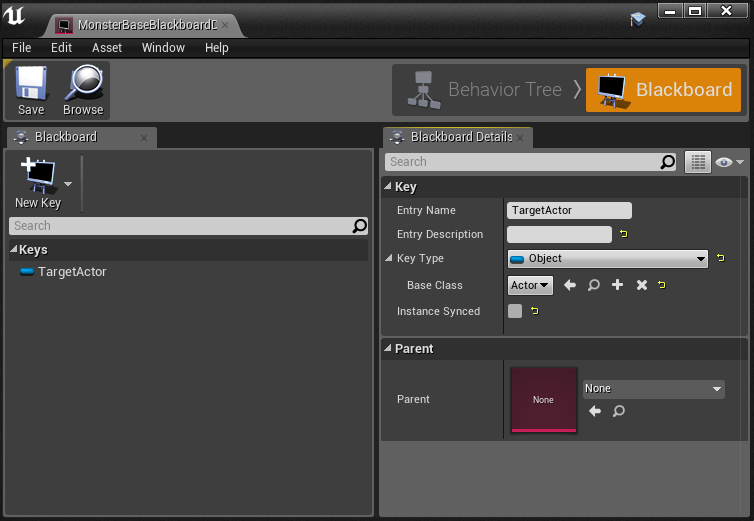 MonsterBaseBlackboardD
File Edit Asset Window Help
Save Browse
Behavior Tree Blackboard
Blackboard
New Key
Search
Keys
TargetActor
Blackboard Details
Search
Key
Entry Name TargetActor
Entry Description
Key Type Object
Base Class Actor
Instance Synced
Parent
Parent None None